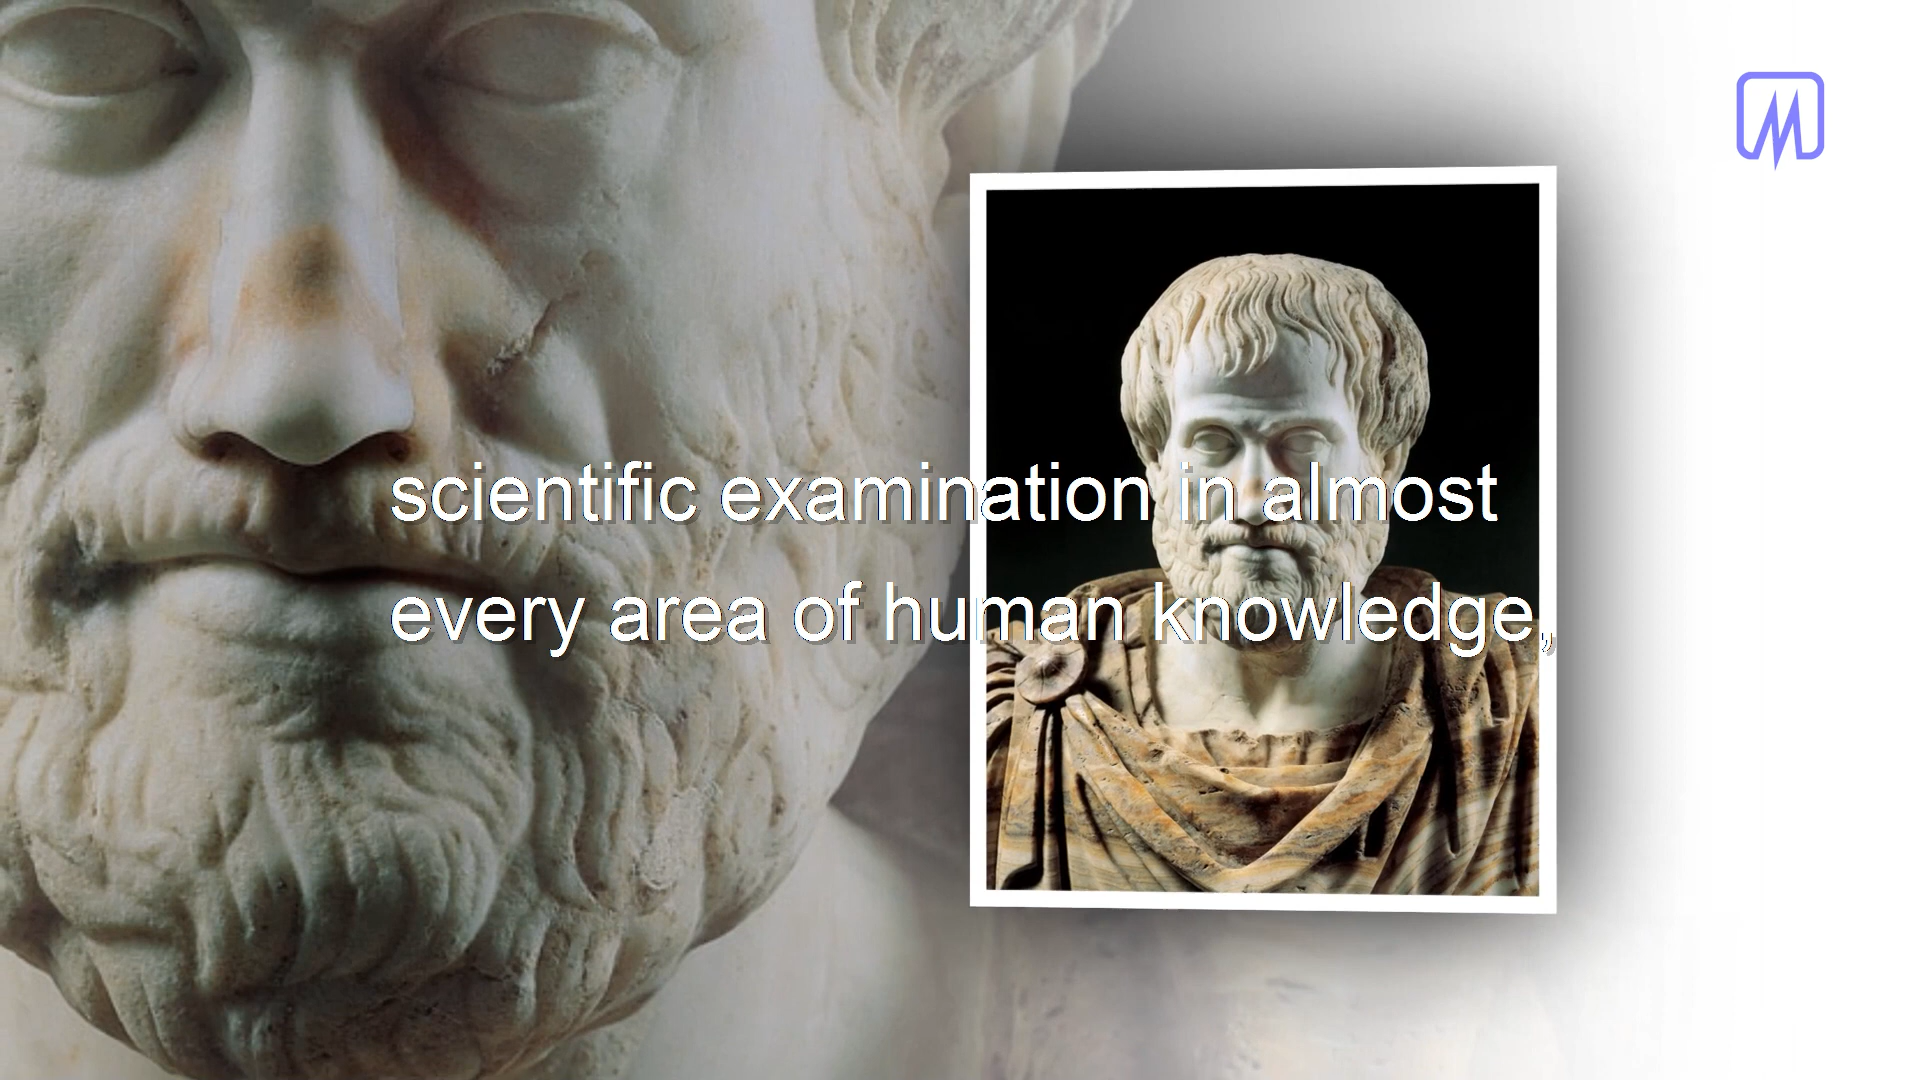 scientific examination in almost
every area of human knowledge,